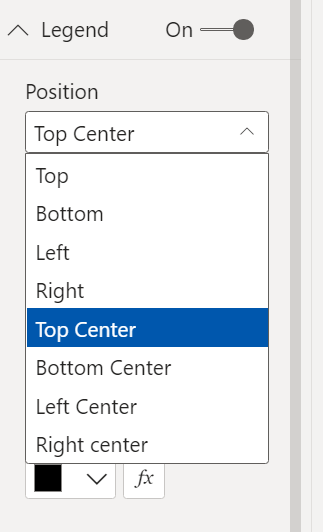 Legend On
Position
Top Center
Top
Bottom
Left
Right
Top Center
Bottom Center
Left Center
Right center
fx